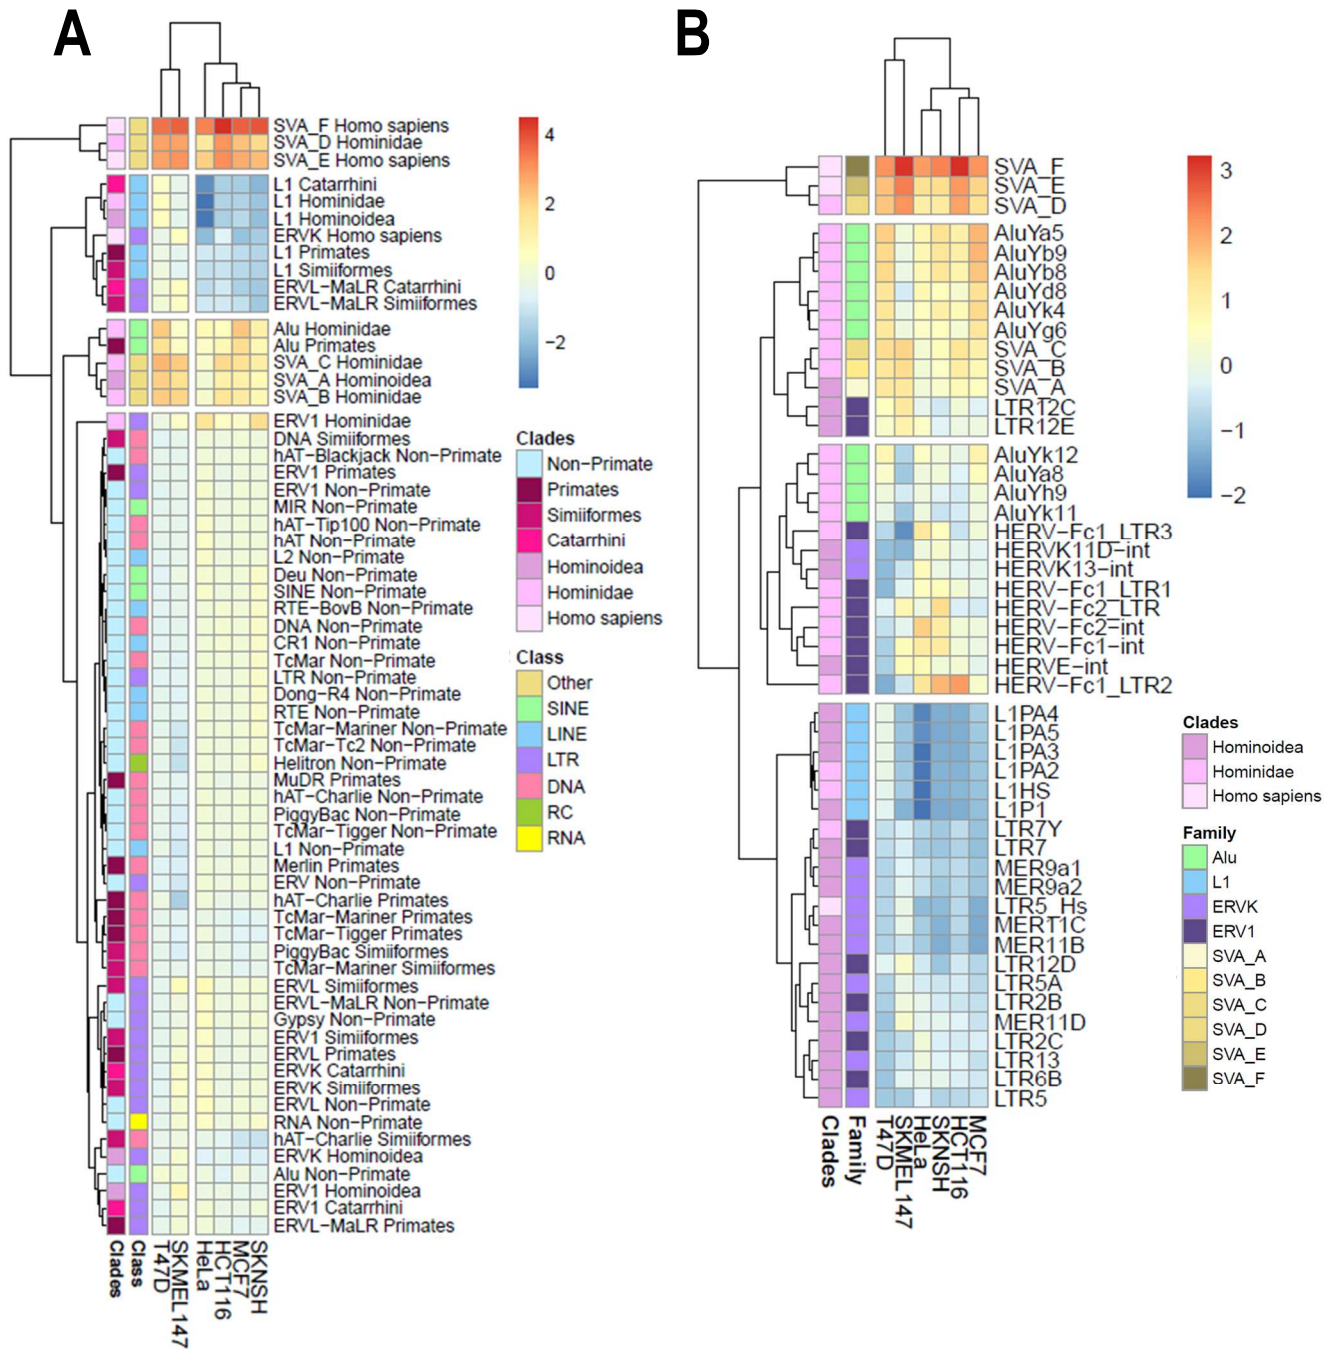 A
SVA_F Homo sapiens
SVA_D Hominidae
SVA_E Homo sapiens
L1 Catarrhini
L1 Hominidae
L1 Hominoidea
ERVK Homo sapiens
L1 Primates
L1 Simiiformes
ERVL−MaLR Catarrhini
ERVL−MaLR Simiiformes
Alu Hominidae
Alu Primates
SVA_C Hominidae
SVA_A Hominoidea
SVA_B Hominidae
ERV1 Hominidae
DNA Simiiformes
hAT−Blackjack Non−Primate
ERV1 Primates
ERV1 Non−Primate
MIR Non−Primate
hAT−Tip100 Non−Primate
hAT Non−Primate
L2 Non−Primate
Deu Non−Primate
SINE Non−Primate
RTE−BovB Non−Primate
DNA Non−Primate
CR1 Non−Primate
TcMar Non−Primate
LTR Non−Primate
Dong−R4 Non−Primate
RTE Non−Primate
TcMar−Mariner Non−Primate
TcMar−Tc2 Non−Primate
Helitron Non−Primate
MuDR Primates
hAT−Charlie Non−Primate
PiggyBac Non−Primate
TcMar−Tigger Non−Primate
L1 Non−Primate
Merlin Primates
ERV Non−Primate
hAT−Charlie Primates
TcMar−Mariner Primates
TcMar−Tigger Primates
PiggyBac Simiiformes
TcMar−Mariner Simiiformes
ERVL Simiiformes
ERVL−MaLR Non−Primate
Gypsy Non−Primate
ERV1 Simiiformes
ERVL Primates
ERVK Catarrhini
ERVK Simiiformes
ERVL Non−Primate
RNA Non−Primate
hAT−Charlie Simiiformes
ERVK Hominoidea
Alu Non−Primate
ERV1 Hominoidea
ERV1 Catarrhini
ERVL−MaLR Primates
Clades
Class
T47D
SKMEL147
HeLa
HCT116
MCF7
SKNSH
4
2
0
−2
Clades
Non−Primate
Primates
Simiiformes
Catarrhini
Hominoidea
Hominidae
Homo sapiens
Class
Other
SINE
LINE
LTR
DNA
RC
RNA
B
SVA_F
SVA_E
SVA_D
AluYa5
AluYb9
AluYb8
AluYd8
AluYk4
AluYg6
SVA_C
SVA_B
SVA_A
LTR12C
LTR12E
AluYk12
AluYa8
AluYh9
AluYk11
HERV−Fc1_LTR3
HERVK11D−int
HERVK13−int
HERV−Fc1_LTR1
HERV−Fc2_LTR
HERV−Fc2−int
HERV−Fc1−int
HERVE−int
HERV−Fc1_LTR2
L1PA4
L1PA5
L1PA3
L1PA2
L1HS
L1P1
LTR7Y
LTR7
MER9a1
MER9a2
LTR5_Hs
MER11C
MER11B
LTR12D
LTR5A
LTR2B
MER11D
LTR2C
LTR13
LTR6B
LTR5
Clades
Family
T47D
SKMEL147
HeLa
SKNSH
HCT116
MCF7
3
2
1
0
−1
−2
Clades
Hominoidea
Hominidae
Homo sapiens
Family
Alu
L1
ERVK
ERV1
SVA_A
SVA_B
SVA_C
SVA_D
SVA_E
SVA_F